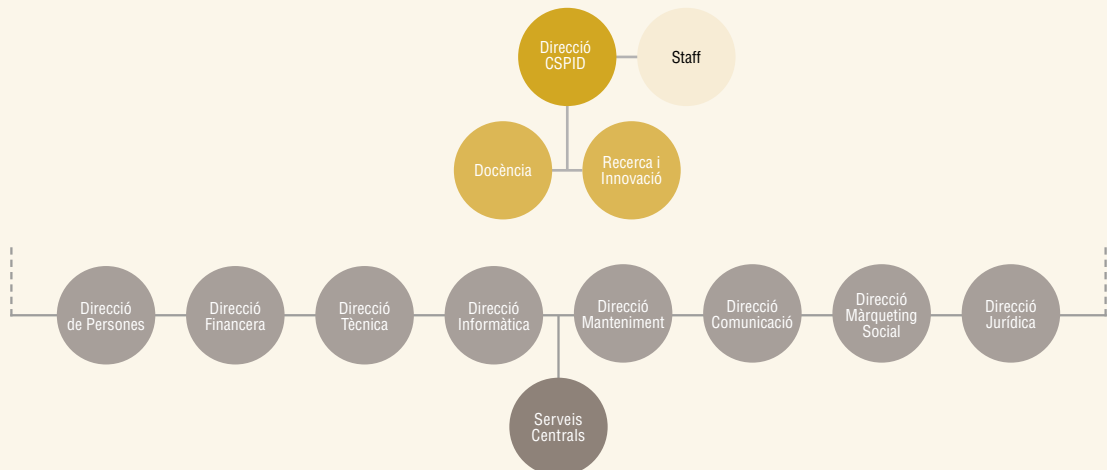 Direcció
CSPID
Staff
Docència
Recerca i
Innovació
Direcció
de Persones
Direcció
Financera
Direcció
Tècnica
Direcció
Informàtica
Direcció
Manteniment
Direcció
Comunicació
Direcció
Màrqueting
Social
Direcció
Jurídica
Serveis
Centrals